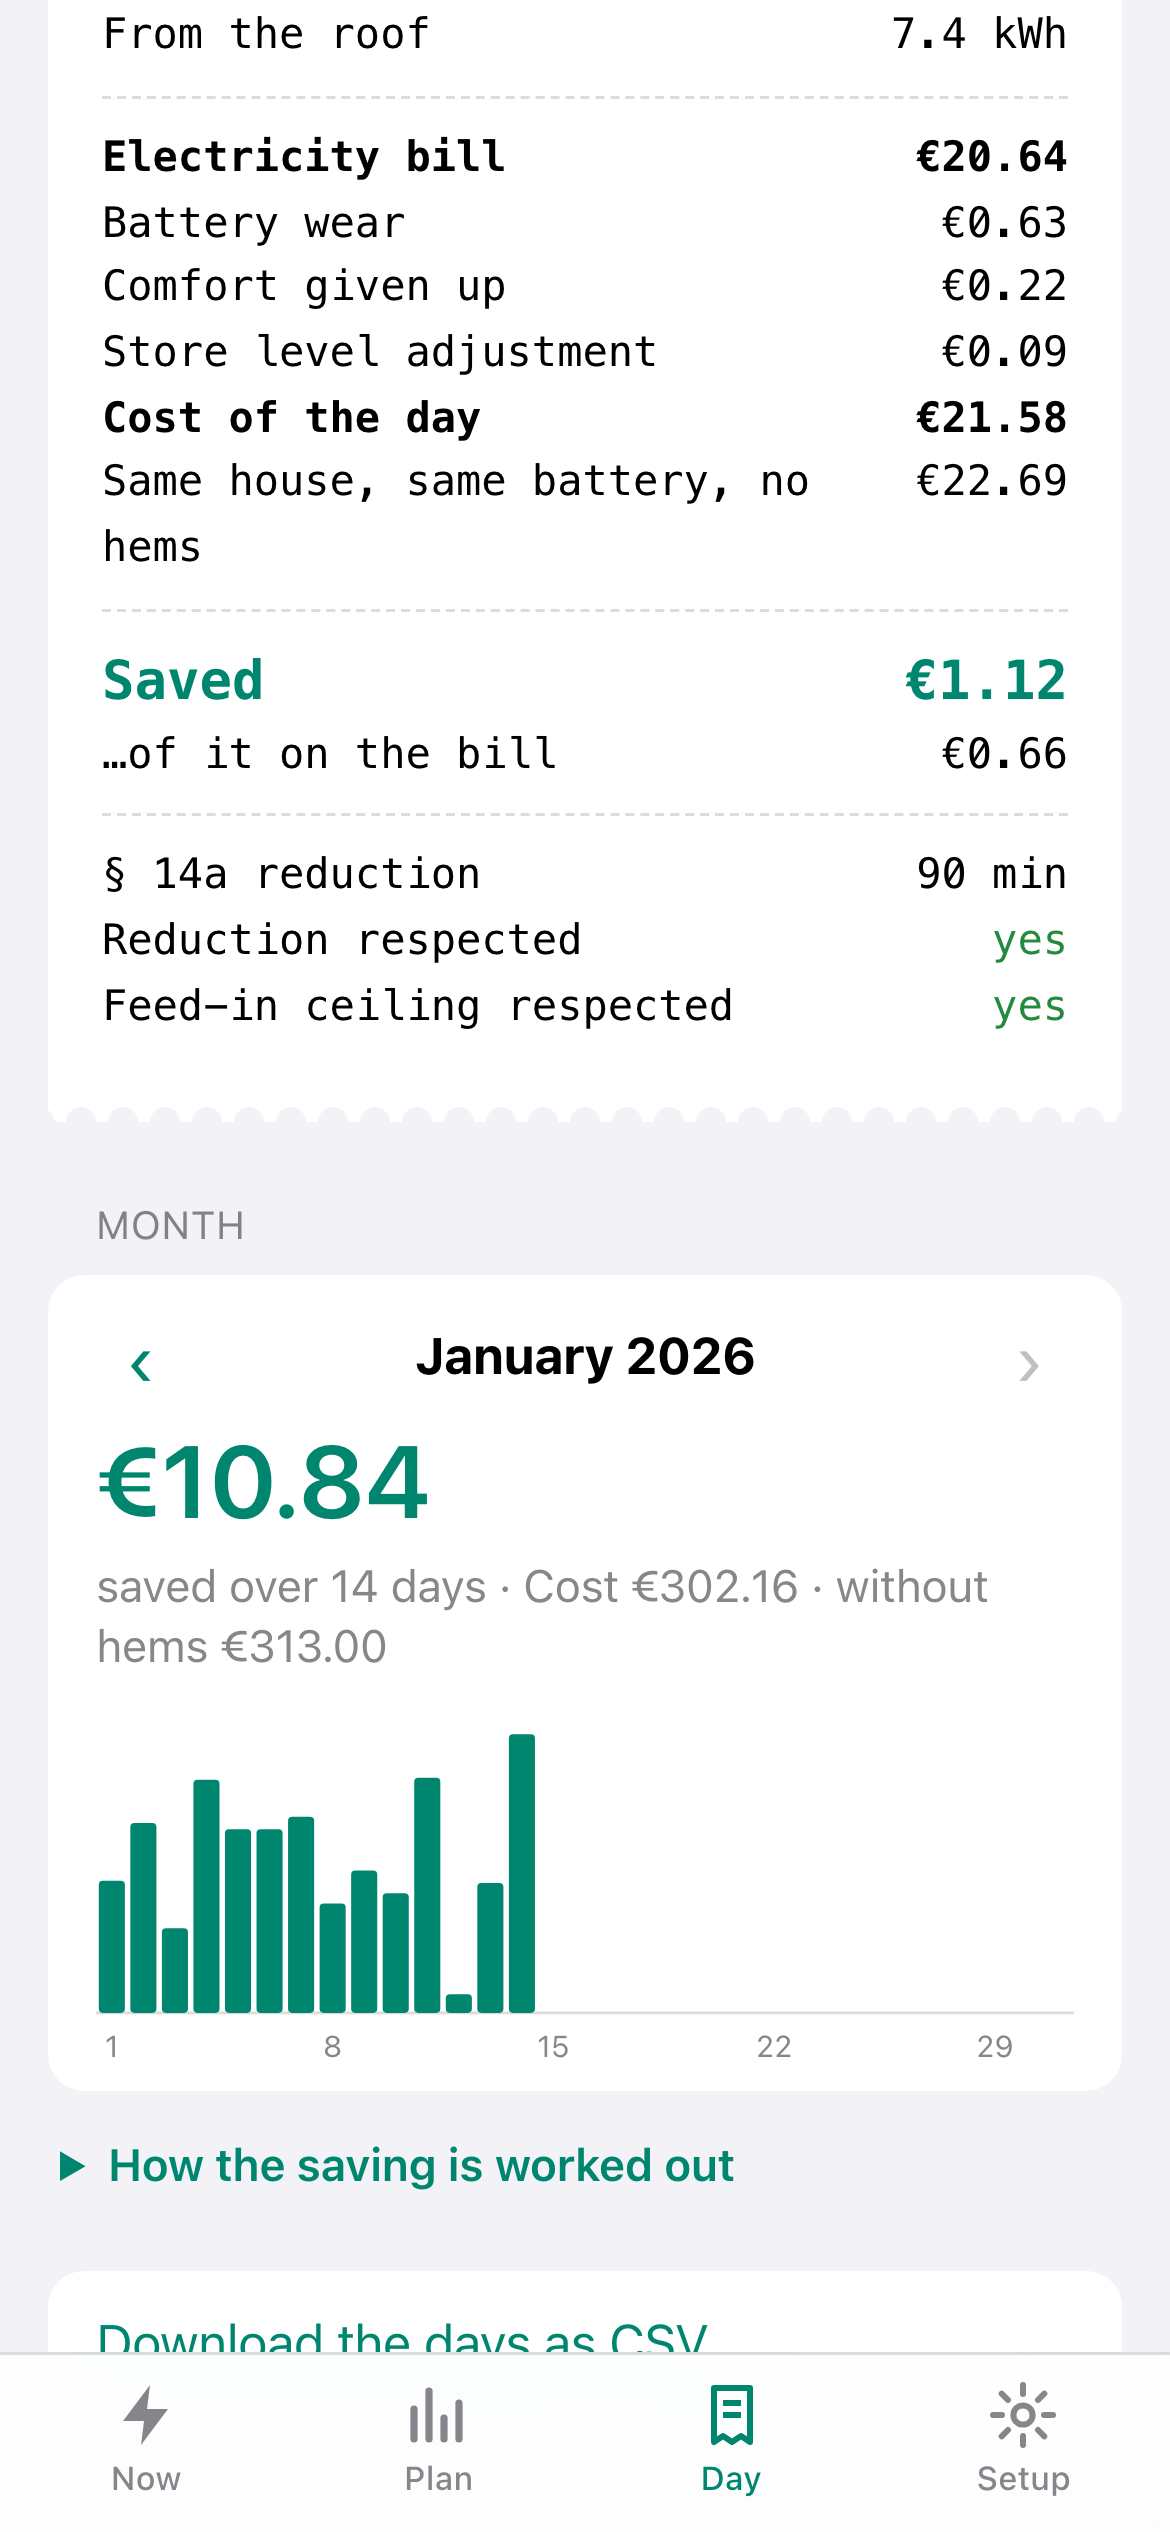 From the roof 7.4 kWh
Electricity bill €20.64
Battery wear €0.63
Comfort given up €0.22
Store level adjustment €0.09
Cost of the day €21.58
Same house, same battery, no €22.69
hems
Saved €1.12
…of it on the bill €0.66
§ 14a reduction 90 min
Reduction respected yes
Feed-in ceiling respected yes
MONTH
‹ January 2026 ›
€10.84
saved over 14 days · Cost €302.16 · without
hems €313.00
1 8 15 22 29
▶ How the saving is worked out
Download the days as CSV
Now Plan Day Setup